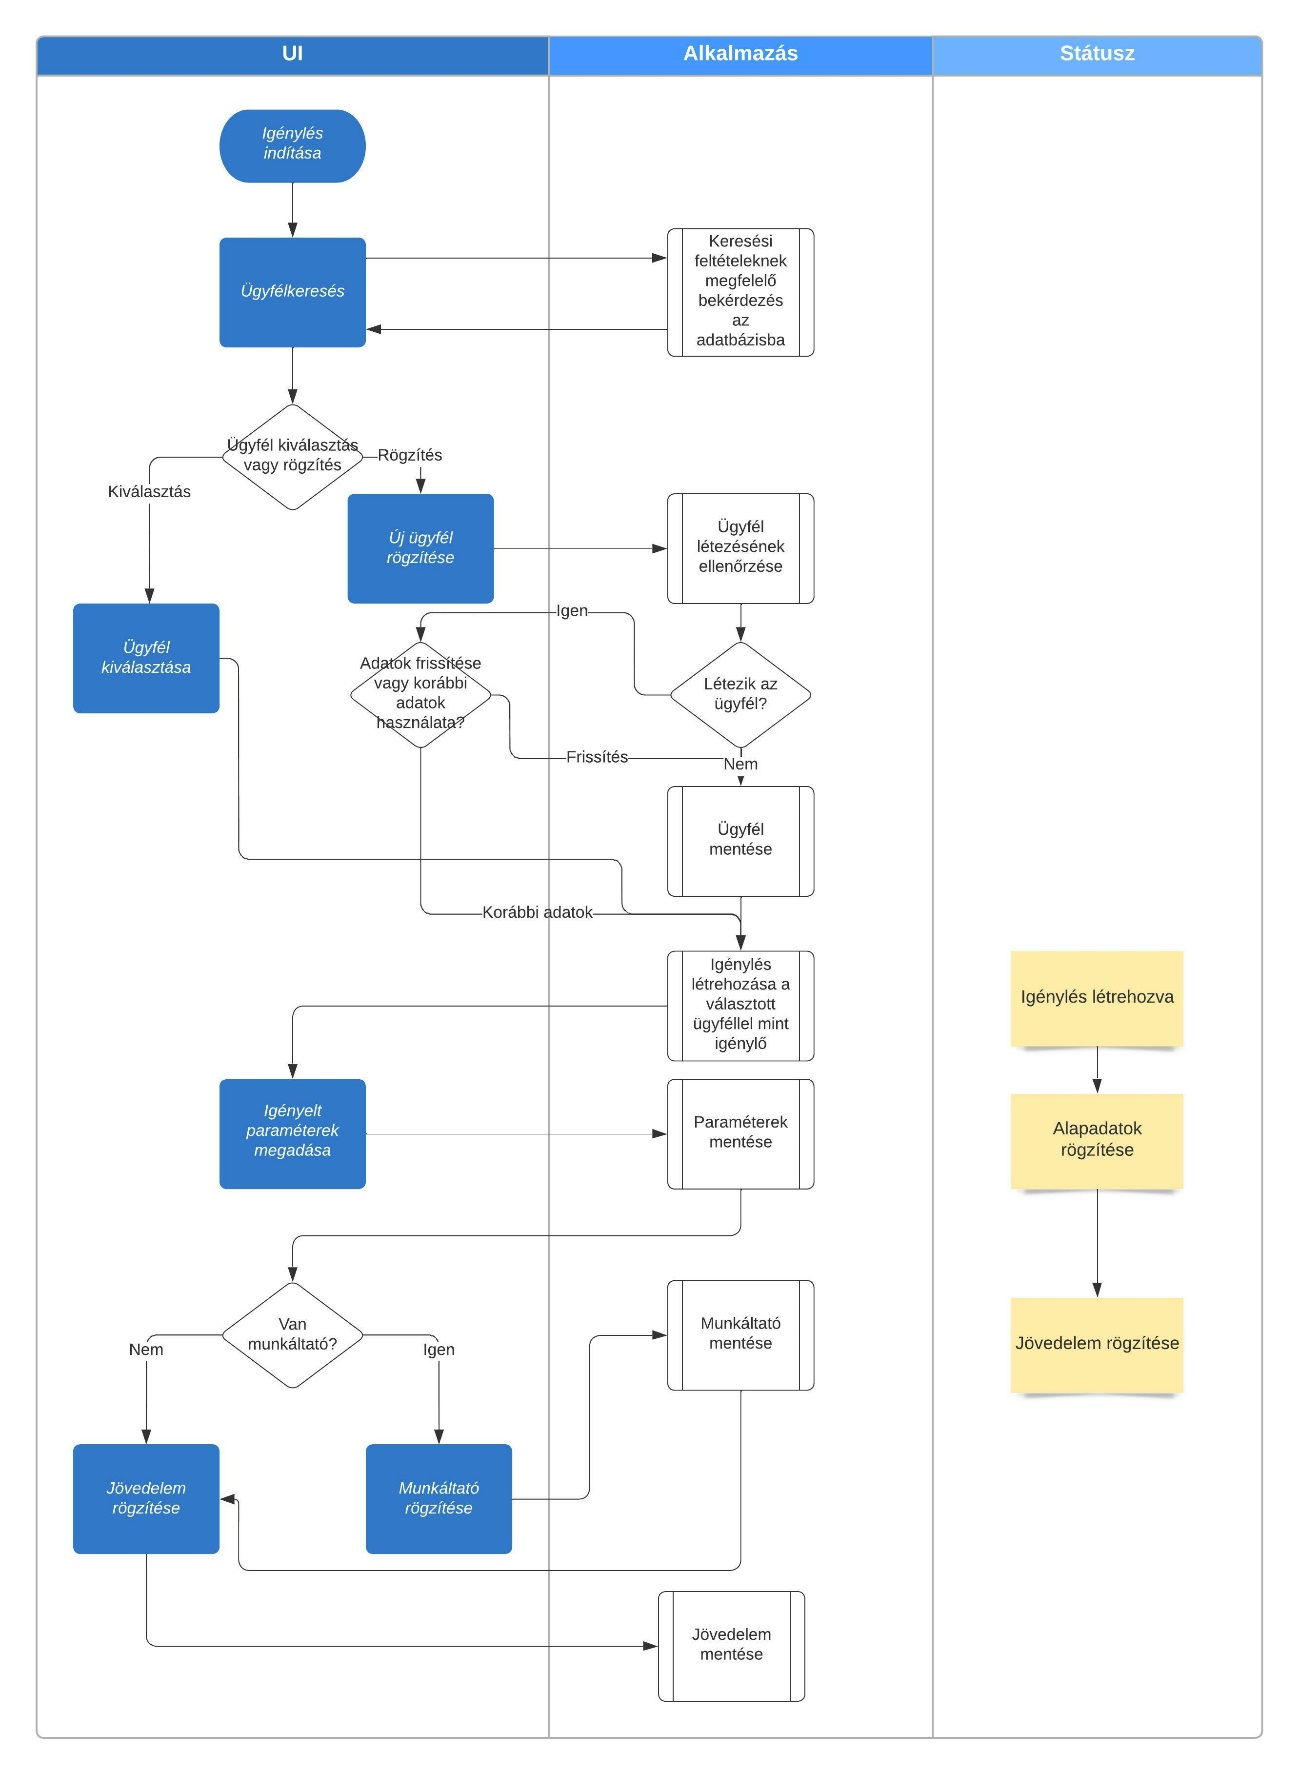 UI
Alkalmazás
Státusz
Igénylés
indítása
Ügyfélkeresés
Keresési
feltételeknek
megfelelő
bekérdezés
az
adatbázisba
Ügyfél kiválasztás
vagy rögzítés
Rögzítés
Kiválasztás
Új ügyfél
rögzítése
Ügyfél
létezésének
ellenőrzése
Igen
Ügyfél
kiválasztása
Adatok frissítése
vagy korábbi
adatok
használata?
Létezik az
ügyfél?
Frissítés
Nem
Ügyfél
mentése
Korábbi adatok
Igénylés
létrehozása a
választott
ügyféllel mint
igénylő
Igénylés létrehozva
Igényelt
paraméterek
megadása
Paraméterek
mentése
Alapadatok
rögzítése
Van
munkáltató?
Nem
Igen
Munkáltató
mentése
Jövedelem rögzítése
Jövedelem
rögzítése
Munkáltató
rögzítése
Jövedelem
mentése